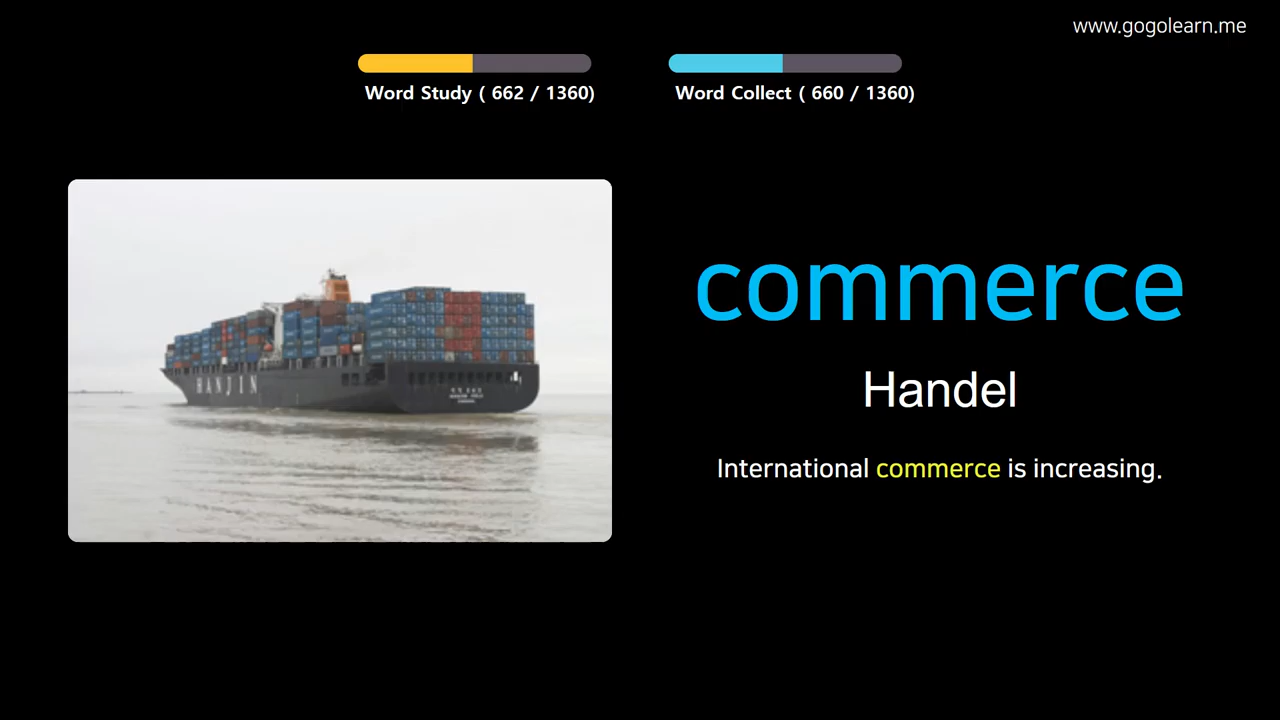 www.gogolearn.me
Word Study ( 662 / 1360)
Word Collect ( 660 / 1360)
commerce
Handel
International commerce is increasing.
HANJIN